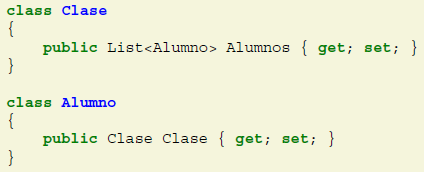 class Clase
{
    public List<Alumno> Alumnos { get; set; }
}
class Alumno
{
    public Clase Clase { get; set; }
}